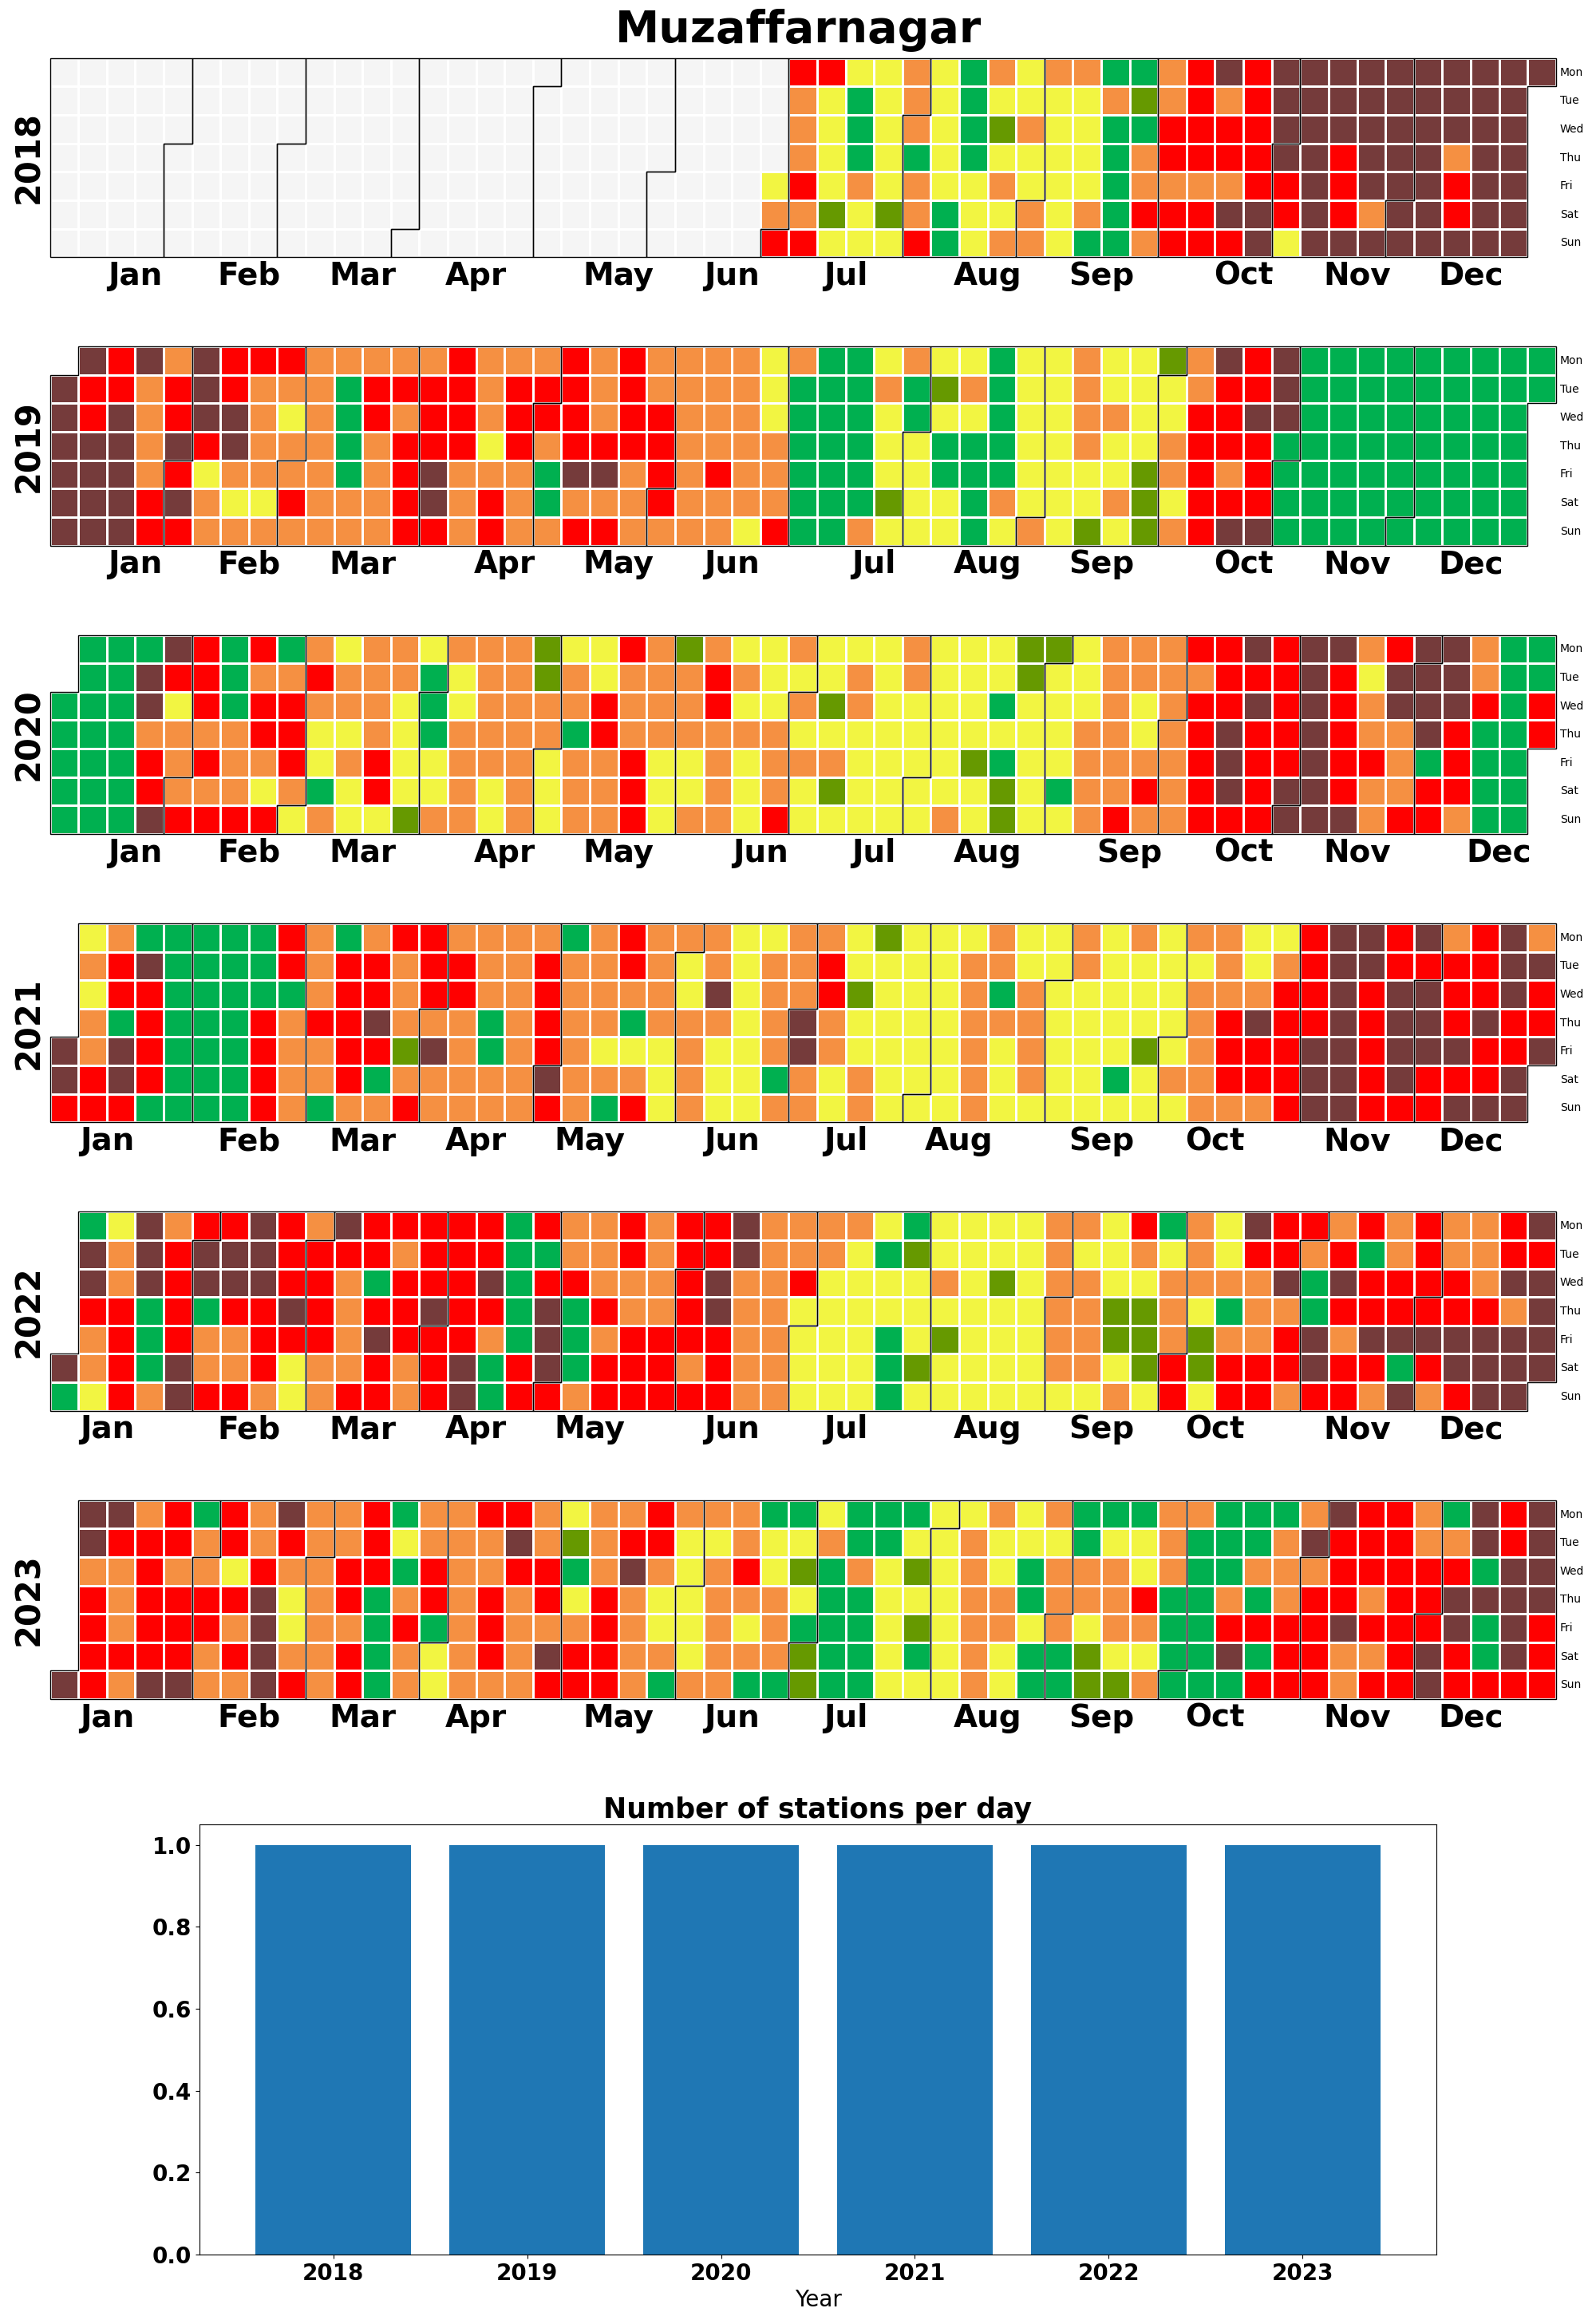 Muzaffarnagar
2018
Mon
Tue
Wed
Thu
Fri
Sat
Sun
Jan Feb Mar Apr May Jun Jul Aug Sep Oct Nov Dec
2019
Mon
Tue
Wed
Thu
Fri
Sat
Sun
Jan Feb Mar Apr May Jun Jul Aug Sep Oct Nov Dec
2020
Mon
Tue
Wed
Thu
Fri
Sat
Sun
Jan Feb Mar Apr May Jun Jul Aug Sep Oct Nov Dec
2021
Mon
Tue
Wed
Thu
Fri
Sat
Sun
Jan Feb Mar Apr May Jun Jul Aug Sep Oct Nov Dec
2022
Mon
Tue
Wed
Thu
Fri
Sat
Sun
Jan Feb Mar Apr May Jun Jul Aug Sep Oct Nov Dec
2023
Mon
Tue
Wed
Thu
Fri
Sat
Sun
Jan Feb Mar Apr May Jun Jul Aug Sep Oct Nov Dec
Number of stations per day
1.0
0.8
0.6
0.4
0.2
0.0
2018 2019 2020 2021 2022 2023
Year